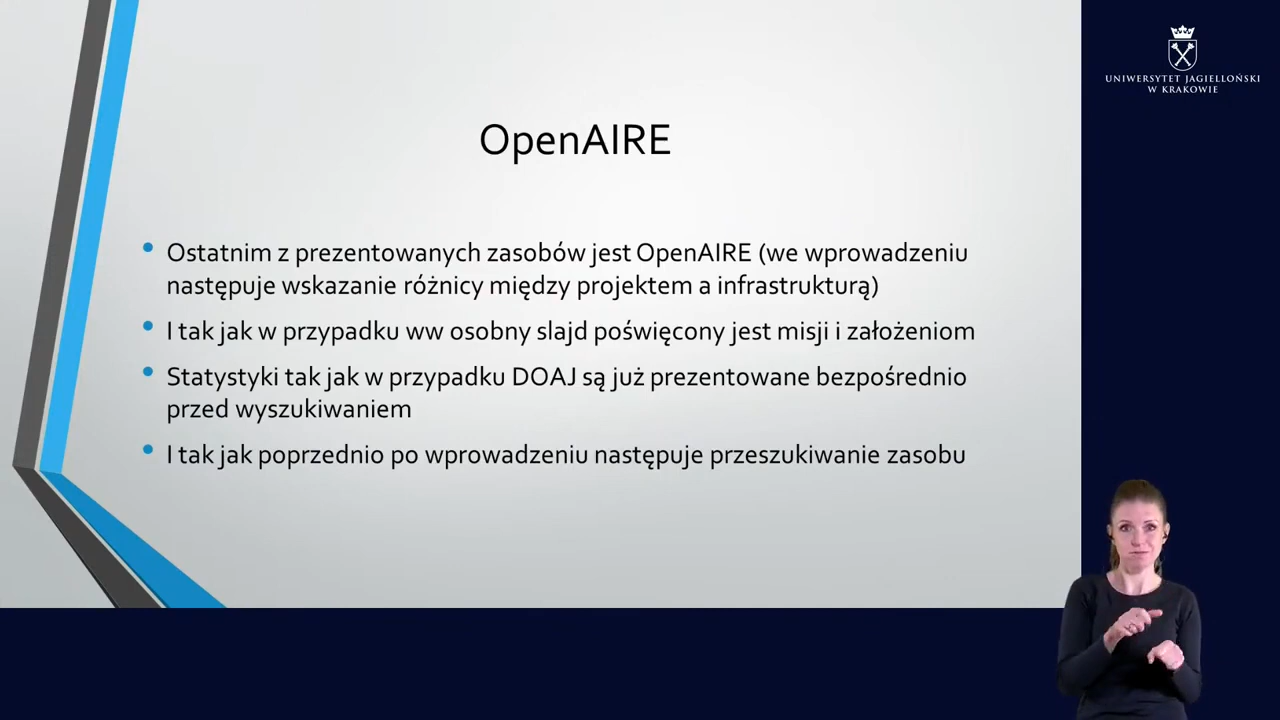 UNIWERSYTET JAGIELLOŃSKI
W KRAKOWIE
OpenAIRE
• Ostatnim z prezentowanych zasobów jest OpenAIRE (we wprowadzeniu
następuje wskazanie różnicy między projektem a infrastrukturą)
• I tak jak w przypadku ww osobny slajd poświęcony jest misji i założeniom
• Statystyki tak jak w przypadku DOAJ są już prezentowane bezpośrednio
przed wyszukiwaniem
• I tak jak poprzednio po wprowadzeniu następuje przeszukiwanie zasobu